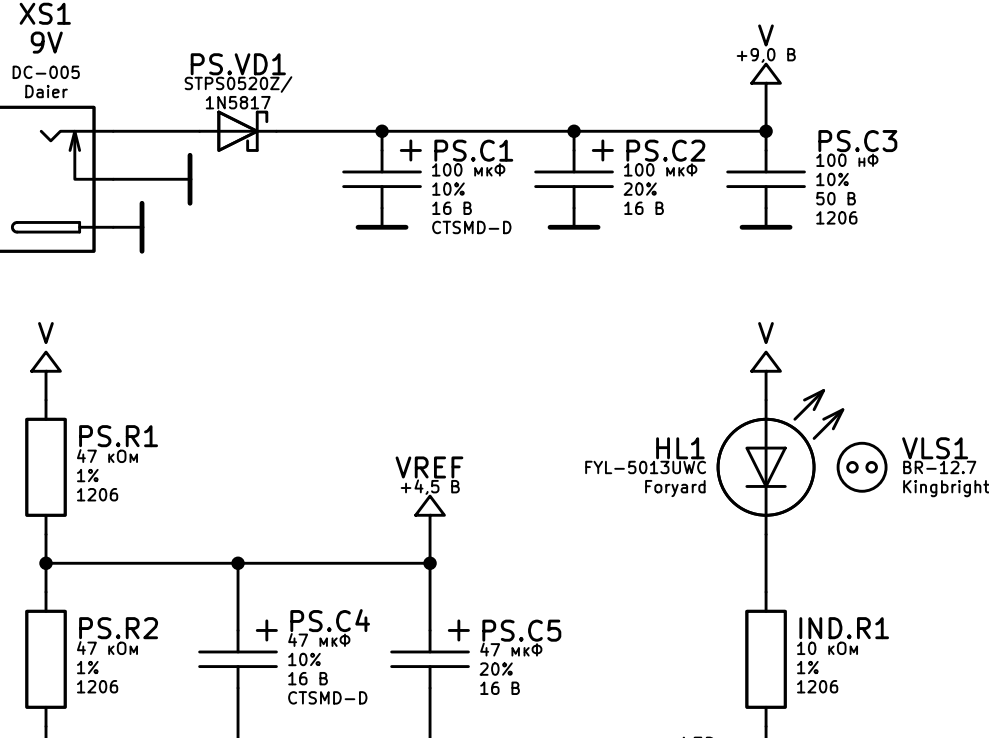 XS1
9V
DC-005
Daier
PS.VD1
STPS0520Z/
1N5817
V
+9,0 В
+ PS.C1
100 мкФ
10%
16 В
CTSMD-D
+ PS.C2
100 мкФ
20%
16 В
PS.C3
100 нФ
10%
50 В
1206
V
PS.R1
47 кОм
1%
1206
VREF
+4,5 В
V
HL1
FYL-5013UWC
Foryard
VLS1
BR-12.7
Kingbright
PS.R2
47 кОм
1%
1206
+ PS.C4
47 мкФ
10%
16 В
CTSMD-D
+ PS.C5
47 мкФ
20%
16 В
IND.R1
10 кОм
1%
1206